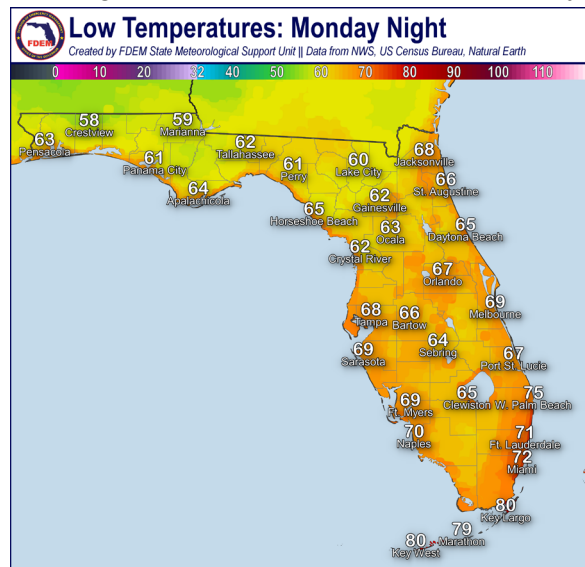 FDEM
Low Temperatures: Monday Night
Created by FDEM State Meteorological Support Unit || Data from NWS, US Census Bureau, Natural Earth
0 10 20 32 40 50 60 70 80 90 100 110
58
Crestview
59
Marianna
63
Pensacola
62
Tallahassee
68
Jacksonville
61
Panama City
61
Perry
60
Lake City
66
St. Augustine
64
Apalachicola
62
Gainesville
65
Horseshoe Beach
63
Ocala
65
Daytona Beach
62
Crystal River
67
Orlando
69
Melbourne
68
Tampa
66
Bartow
64
Sebring
69
Sarasota
67
Port St. Lucie
69
Ft. Myers
65
Clewiston
75
W. Palm Beach
70
Naples
71
Ft. Lauderdale
72
Miami
80
Key Largo
79
Marathon
80
Key West